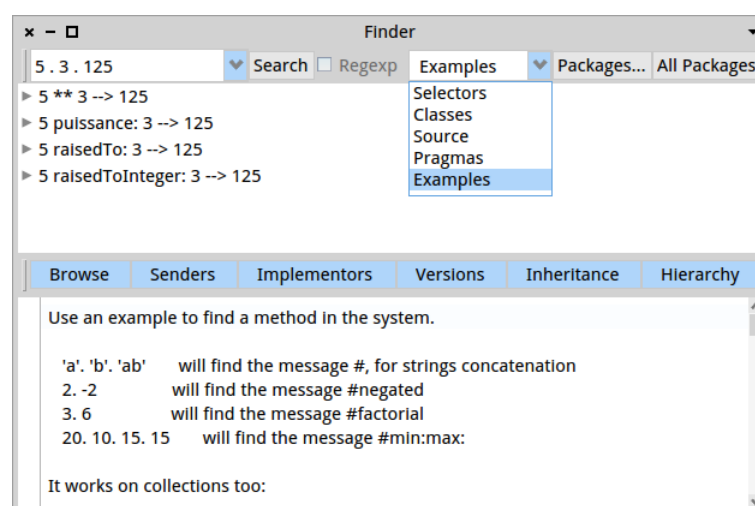 Finder
5 . 3 . 125 Search Regexp Examples Packages... All Packages
Selectors
Classes
Source
Pragmas
Examples
5 ** 3 --> 125
5 puissance: 3 --> 125
5 raisedTo: 3 --> 125
5 raisedToInteger: 3 --> 125
Browse Senders Implementors Versions Inheritance Hierarchy
Use an example to find a method in the system.
'a'. 'b'. 'ab' will find the message #, for strings concatenation
2. -2 will find the message #negated
3. 6 will find the message #factorial
20. 10. 15. 15 will find the message #min:max:
It works on collections too: